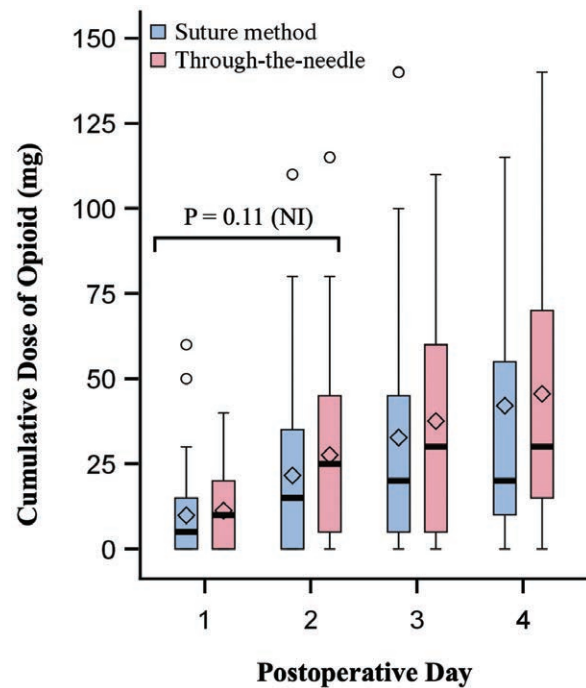 Suture method
Through-the-needle
150
125
100
75
50
25
0
P = 0.11 (NI)
Cumulative Dose of Opioid (mg)
1 2 3 4
Postoperative Day